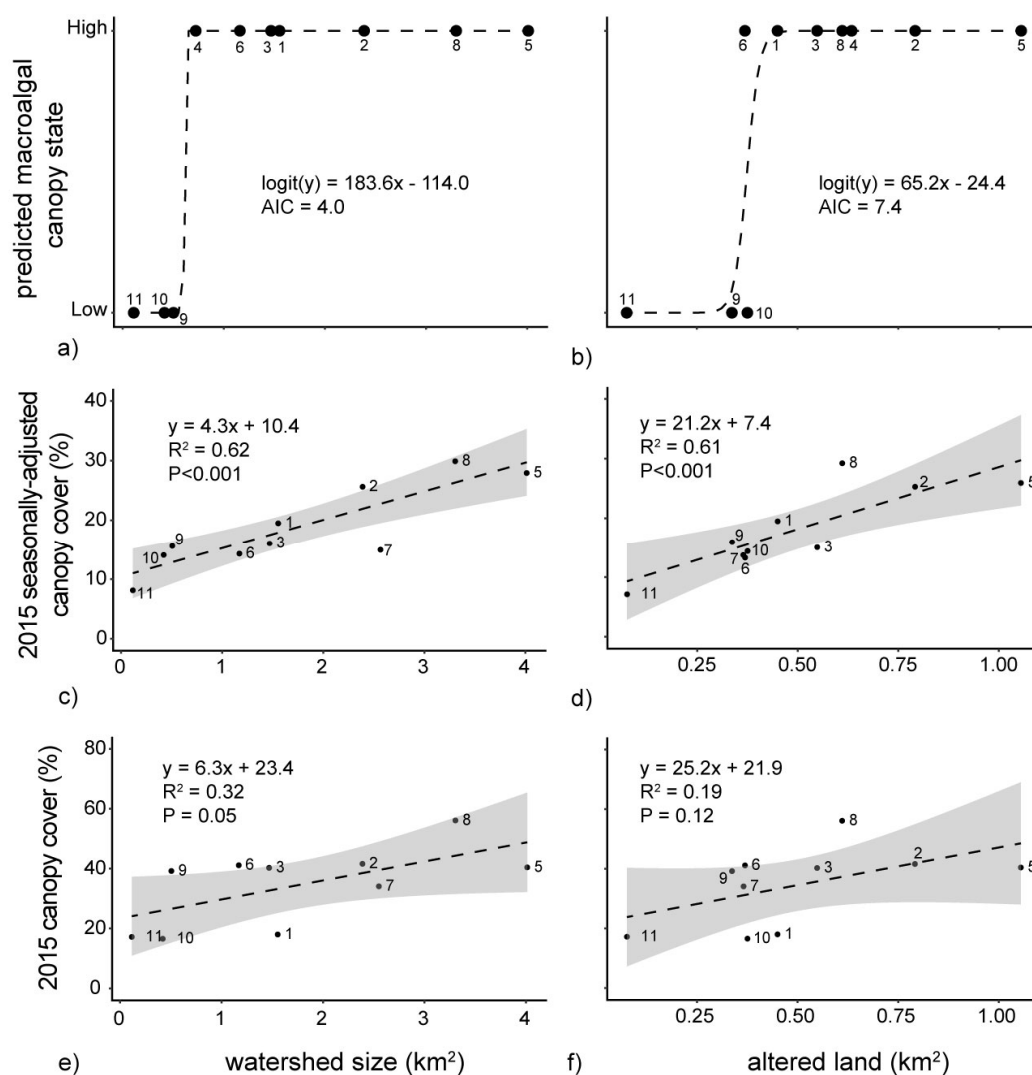 High
4 6 3 1 2 8 5
predicted macroalgal
canopy state
logit(y) = 183.6x - 114.0
AIC = 4.0
11 10 9
Low
0 1 2 3 4
a)
6 1 3 8 4 2 5
logit(y) = 65.2x - 24.4
AIC = 7.4
11 9 10
b)
40
30
20
10
0
2015 seasonally-adjusted
canopy cover (%)
y = 4.3x + 10.4
R² = 0.62
P<0.001
11 10 9 6 3 1 2 7 8 5
0 1 2 3 4
c)
y = 21.2x + 7.4
R² = 0.61
P<0.001
11 9 7 6 10 1 3 8 2 5
0.25 0.50 0.75 1.00
d)
80
60
40
20
0
2015 canopy cover (%)
y = 6.3x + 23.4
R² = 0.32
P = 0.05
11 10 9 6 3 1 2 7 8 5
0 1 2 3 4
e)
watershed size (km²)
y = 25.2x + 21.9
R² = 0.19
P = 0.12
11 9 6 7 10 1 3 8 2 5
0.25 0.50 0.75 1.00
f)
altered land (km²)